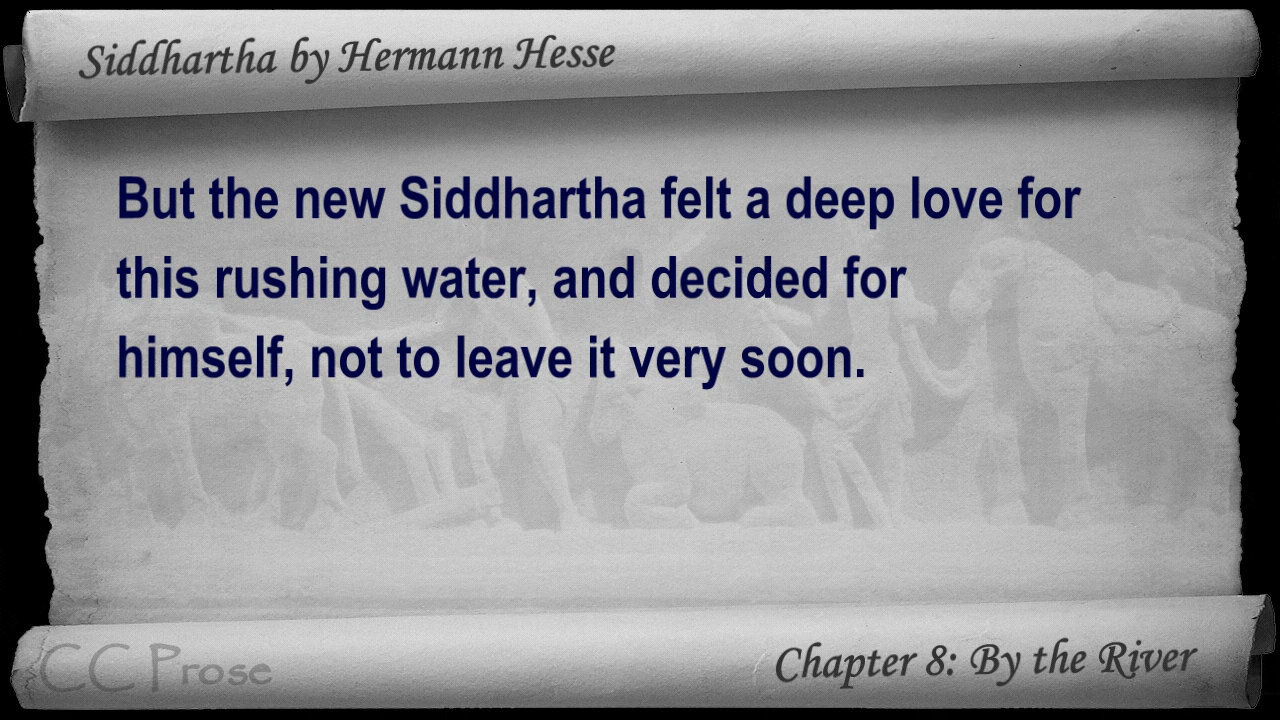 Siddhartha by Hermann Hesse
But the new Siddhartha felt a deep love for
this rushing water, and decided for
himself, not to leave it very soon.
CC Prose
Chapter 8: By the River